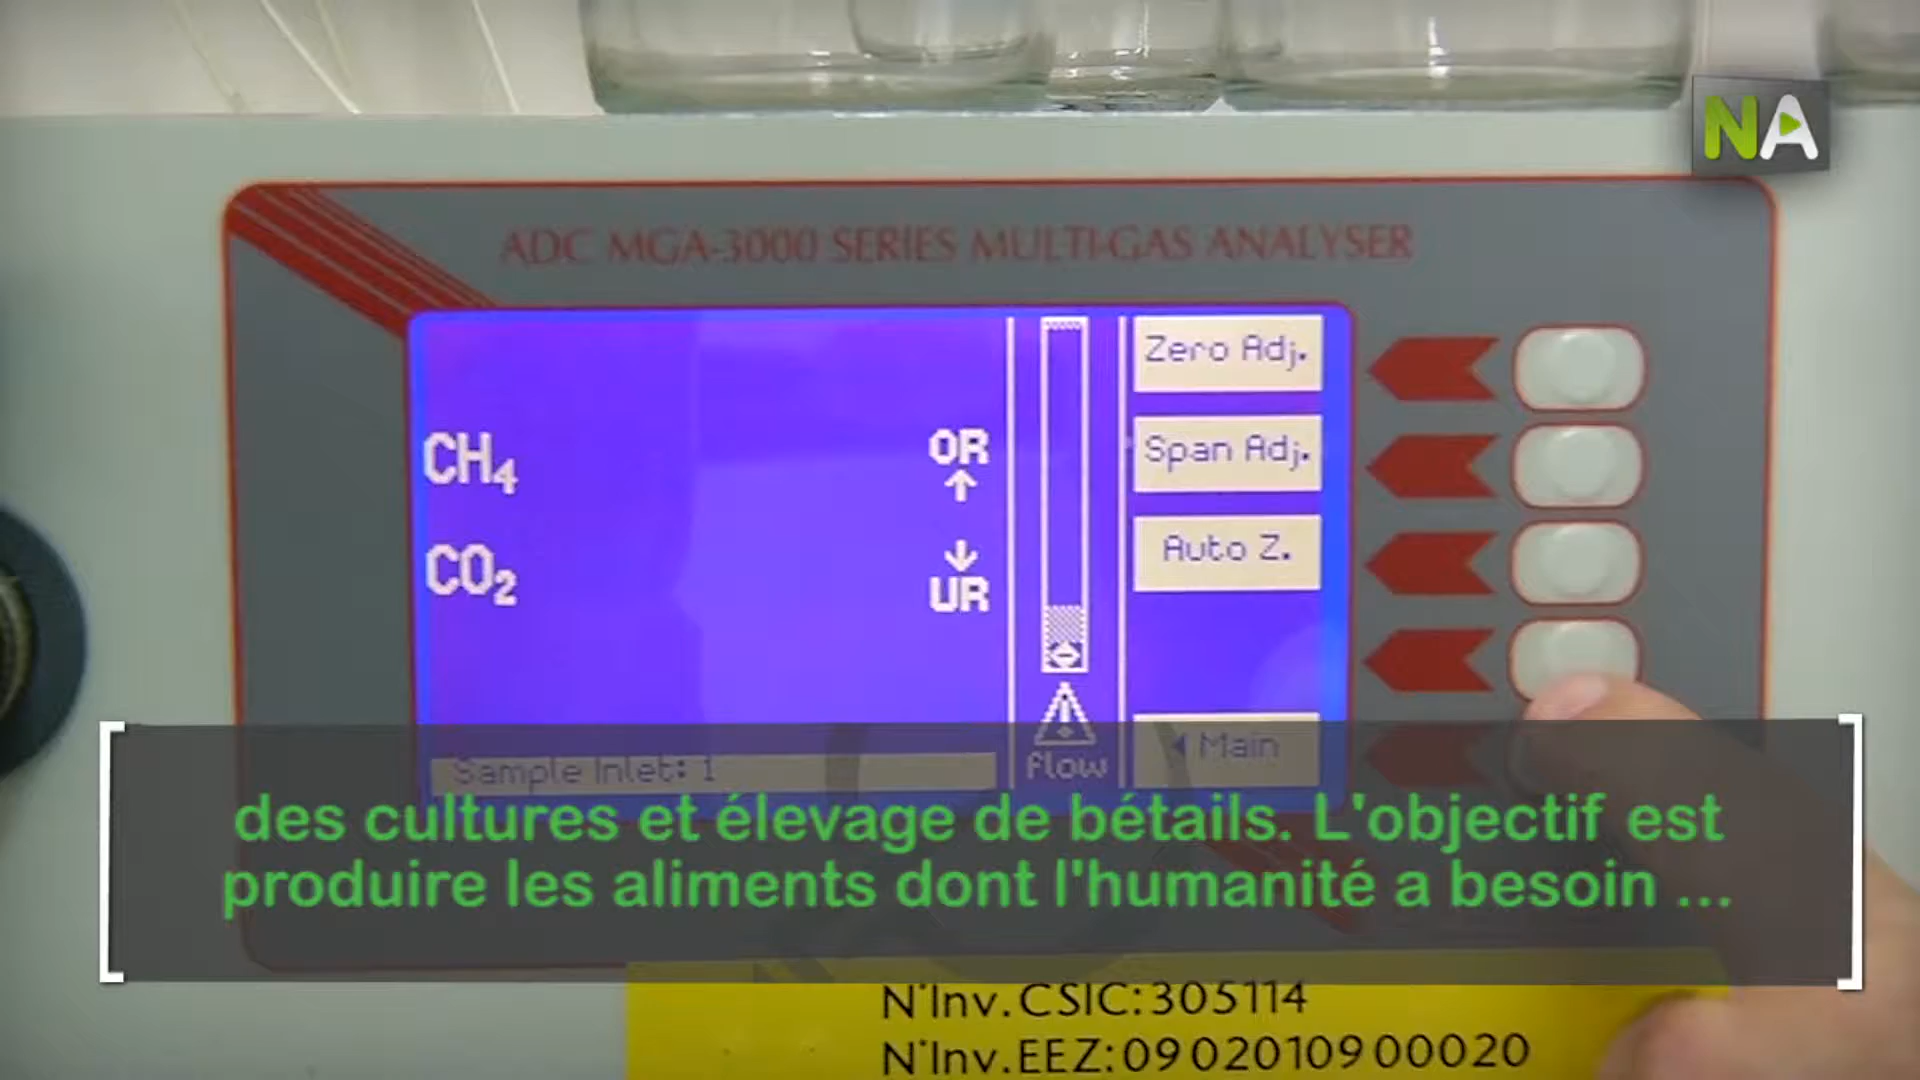 NA
ADC MGA-3000 SERIES MULTI-GAS ANALYSER
Zero Adj.
CH₄
OR
Span Adj.
CO₂
UR
Auto Z.
Sample Inlet: 1
flow
Main
des cultures et élevage de bétails. L'objectif est
produire les aliments dont l'humanité a besoin ...
N'Inv.CSIC:305114
N'Inv.EEZ:0902010900020